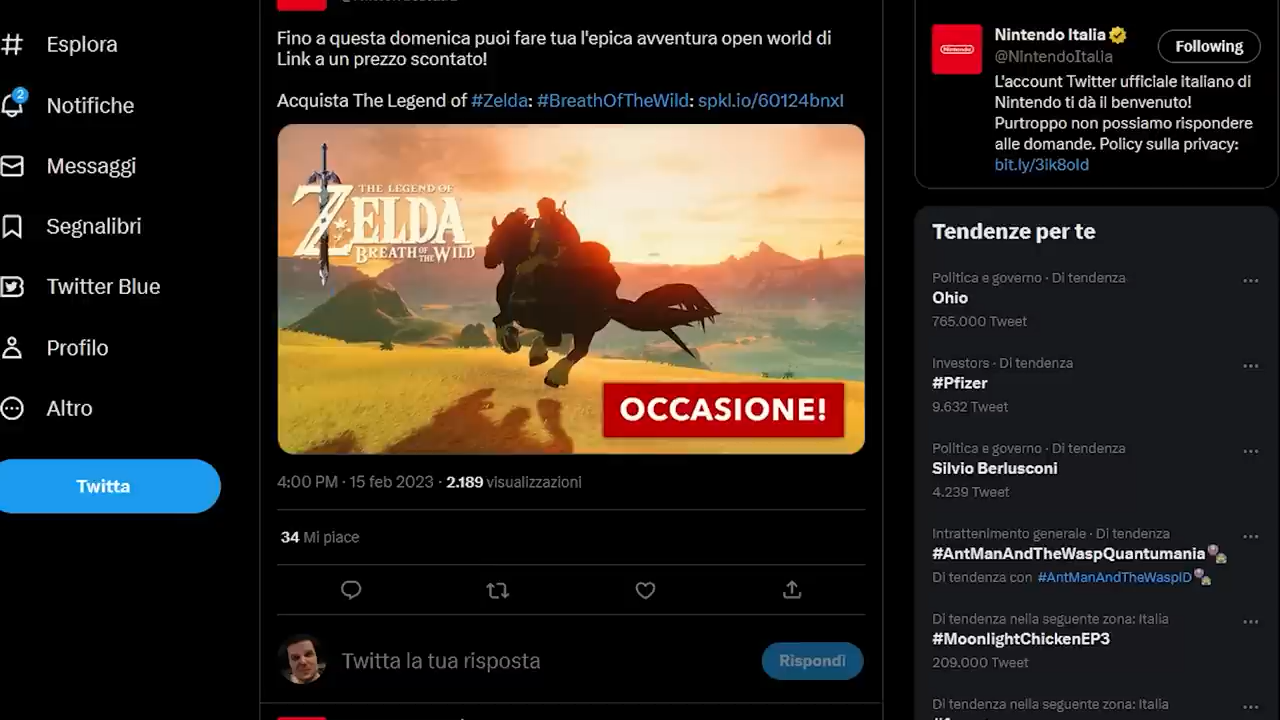 Esplora
2
Notifiche
Messaggi
Segnalibri
Twitter Blue
Profilo
Altro
Twitta
Fino a questa domenica puoi fare tua l'epica avventura open world di
Link a un prezzo scontato!
Acquista The Legend of #Zelda: #BreathOfTheWild: spkl.io/60124bnxI
THE LEGEND OF
ZELDA
BREATH OF THE WILD
OCCASIONE!
4:00 PM · 15 feb 2023 · 2.189 visualizzazioni
34 Mi piace
Twitta la tua risposta
Rispondi
Nintendo
Nintendo Italia
@NintendoItalia
Following
L'account Twitter ufficiale italiano di
Nintendo ti dà il benvenuto!
Purtroppo non possiamo rispondere
alle domande. Policy sulla privacy:
bit.ly/3ik8old
Tendenze per te
Politica e governo · Di tendenza
Ohio
765.000 Tweet
Investors · Di tendenza
#Pfizer
9.632 Tweet
Politica e governo · Di tendenza
Silvio Berlusconi
4.239 Tweet
Intrattenimento generale · Di tendenza
#AntManAndTheWaspQuantumania
Di tendenza con #AntManAndTheWaspID
Di tendenza nella seguente zona: Italia
#MoonlightChickenEP3
209.000 Tweet
Di tendenza nella seguente zona: Italia